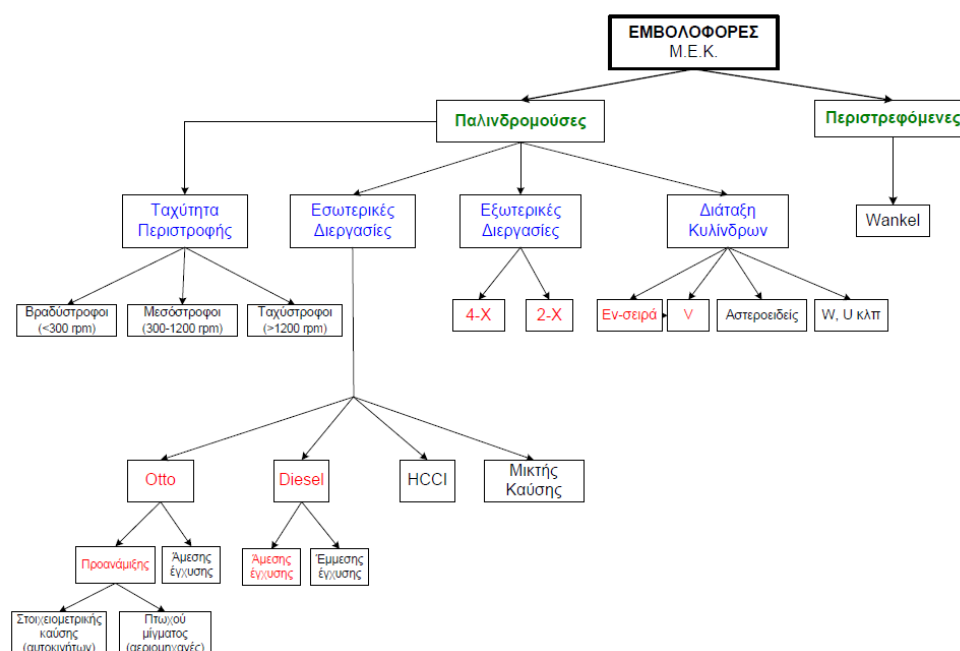 ΕΜΒΟΛΟΦΟΡΕΣ
Μ.Ε.Κ.
Παλινδρομούσες
Περιστρεφόμενες
Ταχύτητα
Περιστροφής
Εσωτερικές
Διεργασίες
Εξωτερικές
Διεργασίες
Διάταξη
Κυλίνδρων
Wankel
Βραδύστροφοι
(<300 rpm)
Μεσόστροφοι
(300-1200 rpm)
Ταχύστροφοι
(>1200 rpm)
4-Χ
2-Χ
Εν-σειρά
V
Αστεροειδείς
W, U κλπ
Otto
Diesel
HCCI
Μικτής
Καύσης
Προανάμιξης
Άμεσης
έγχυσης
Άμεσης
έγχυσης
Έμμεσης
έγχυσης
Στοιχειομετρικής
καύσης
(αυτοκινήτων)
Πτωχού
μίγματος
(αεριομηχανές)